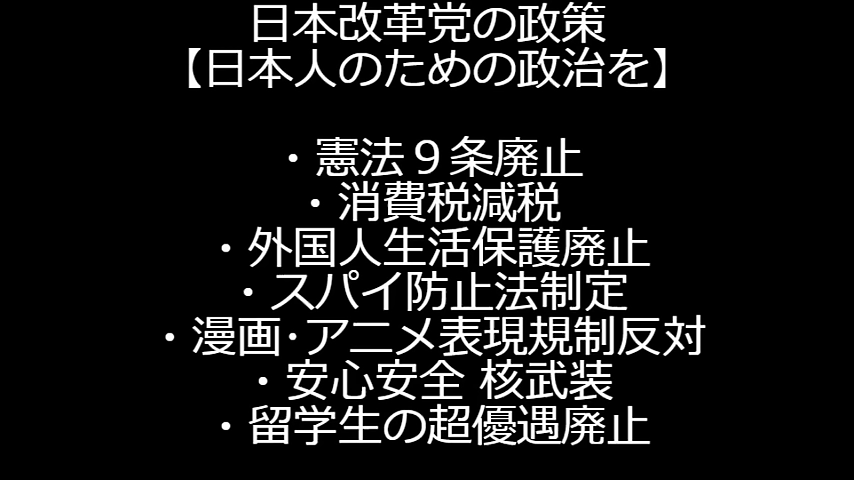 日本改革党の政策
【日本人のための政治を】
・憲法９条廃止
・消費税減税
・外国人生活保護廃止
・スパイ防止法制定
・漫画･アニメ表現規制反対
・安心安全 核武装
・留学生の超優遇廃止